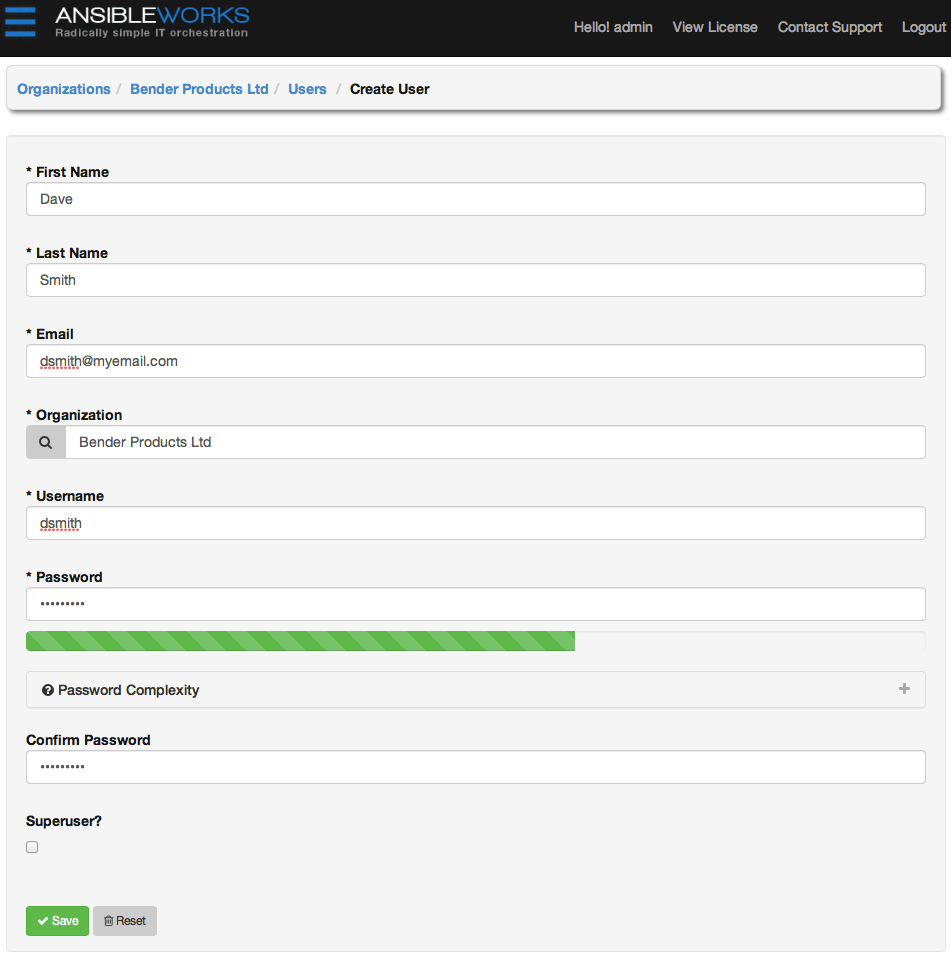 ANSIBLEWORKS
Radically simple IT orchestration
Hello! admin View License Contact Support Logout
Organizations / Bender Products Ltd / Users / Create User
* First Name
Dave
* Last Name
Smith
* Email
dsmith@myemail.com
* Organization
Bender Products Ltd
* Username
dsmith
* Password
•••••••••
Password Complexity
Confirm Password
•••••••••
Superuser?
Save Reset